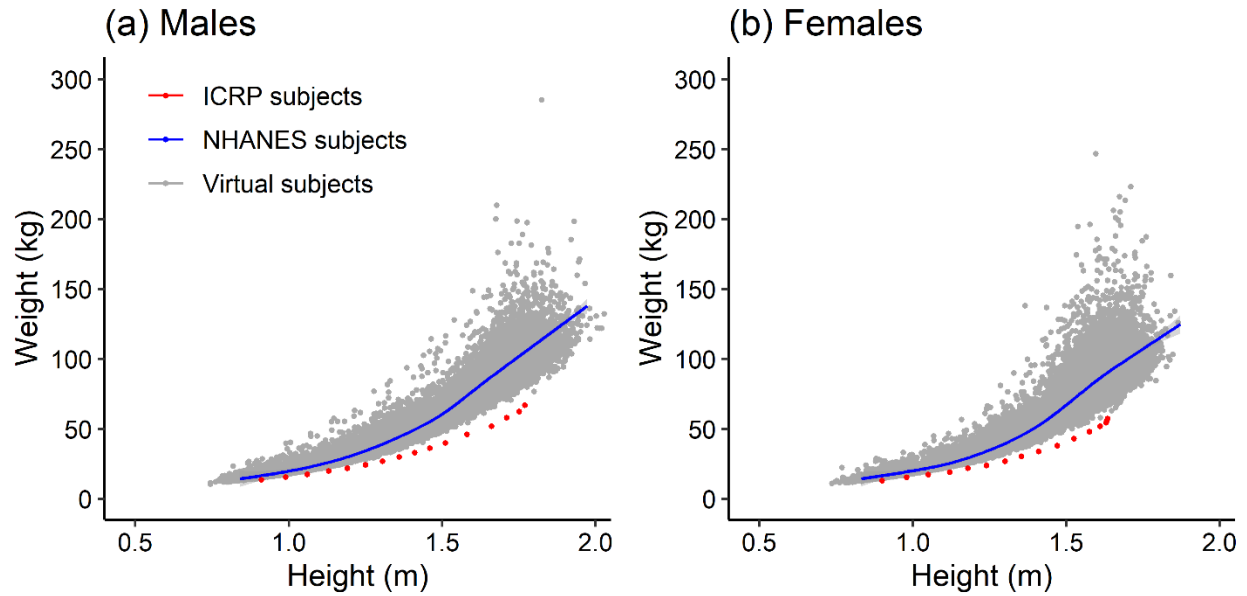 (a) Males
300
250
200
150
100
50
0
Weight (kg)
ICRP subjects
NHANES subjects
Virtual subjects
0.5 1.0 1.5 2.0
Height (m)
(b) Females
300
250
200
150
100
50
0
Weight (kg)
0.5 1.0 1.5 2.0
Height (m)